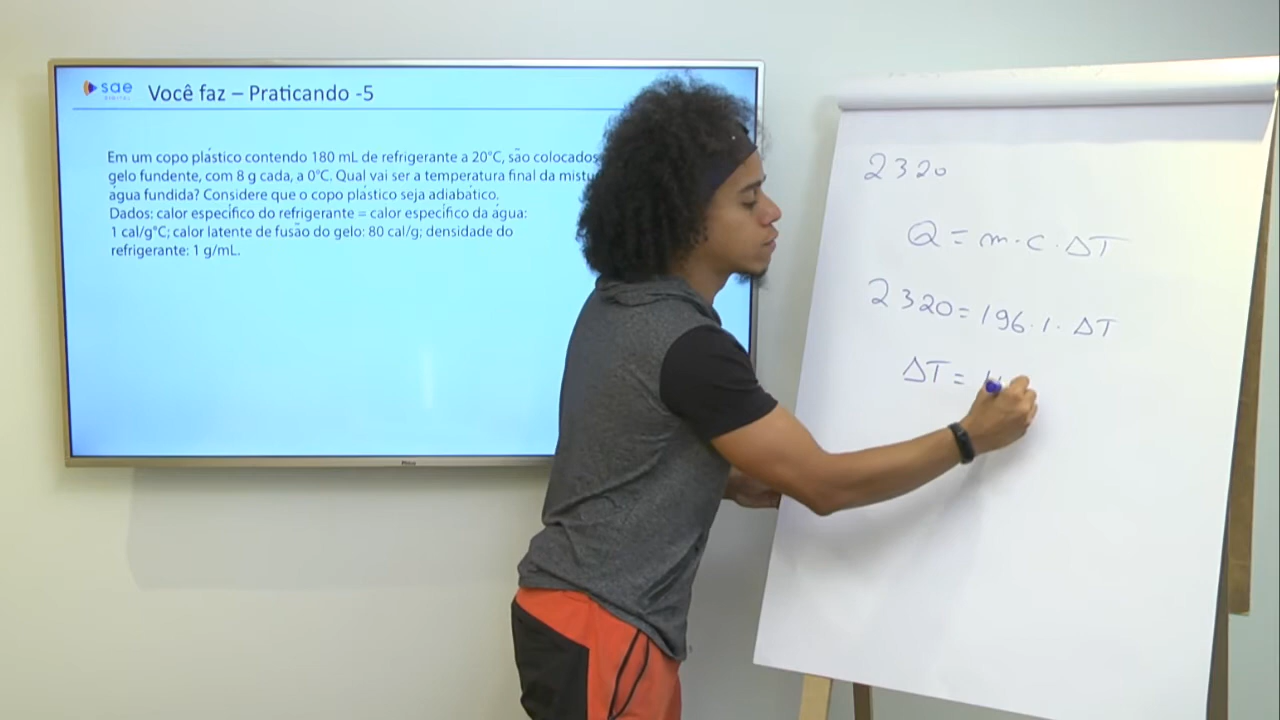 sae
DIGITAL
Você faz – Praticando -5
Em um copo plástico contendo 180 mL de refrigerante a 20°C, são colocados
gelo fundente, com 8 g cada, a 0°C. Qual vai ser a temperatura final da
água fundida? Considere que o copo plástico seja adiabático.
Dados: calor específico do refrigerante = calor específico da água:
1 cal/g°C; calor latente de fusão do gelo: 80 cal/g; densidade do
refrigerante: 1 g/mL.
2320
Q = m·c·ΔT
2320=196·1·ΔT
ΔT =